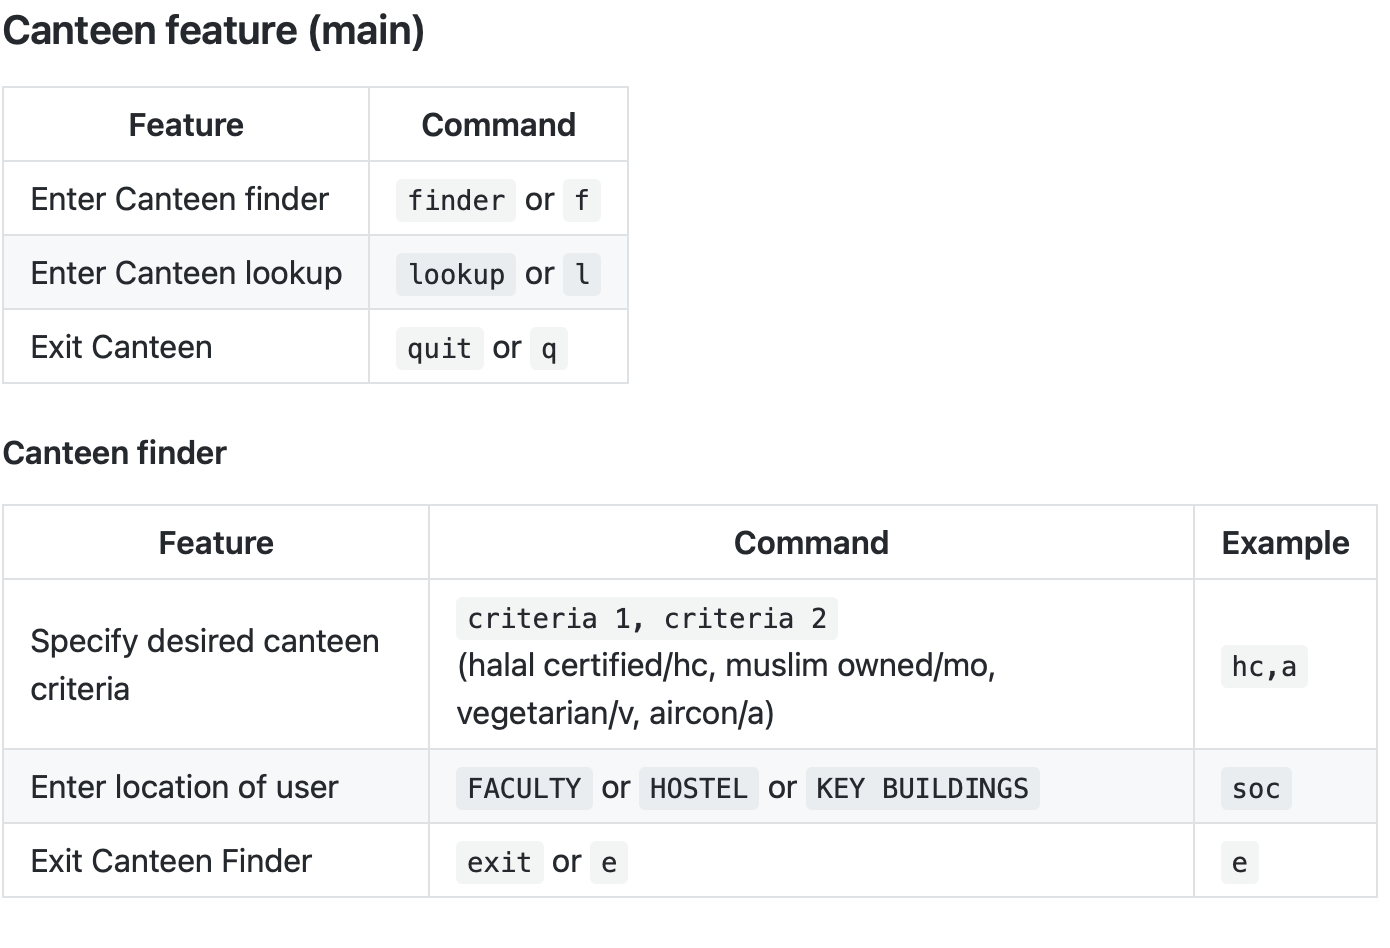 Canteen feature (main)
Feature Command
Enter Canteen finder finder or f
Enter Canteen lookup lookup or l
Exit Canteen quit or q
Canteen finder
Feature Command Example
Specify desired canteen
criteria
criteria 1, criteria 2
(halal certified/hc, muslim owned/mo,
vegetarian/v, aircon/a)
hc,a
Enter location of user FACULTY or HOSTEL or KEY BUILDINGS soc
Exit Canteen Finder exit or e e